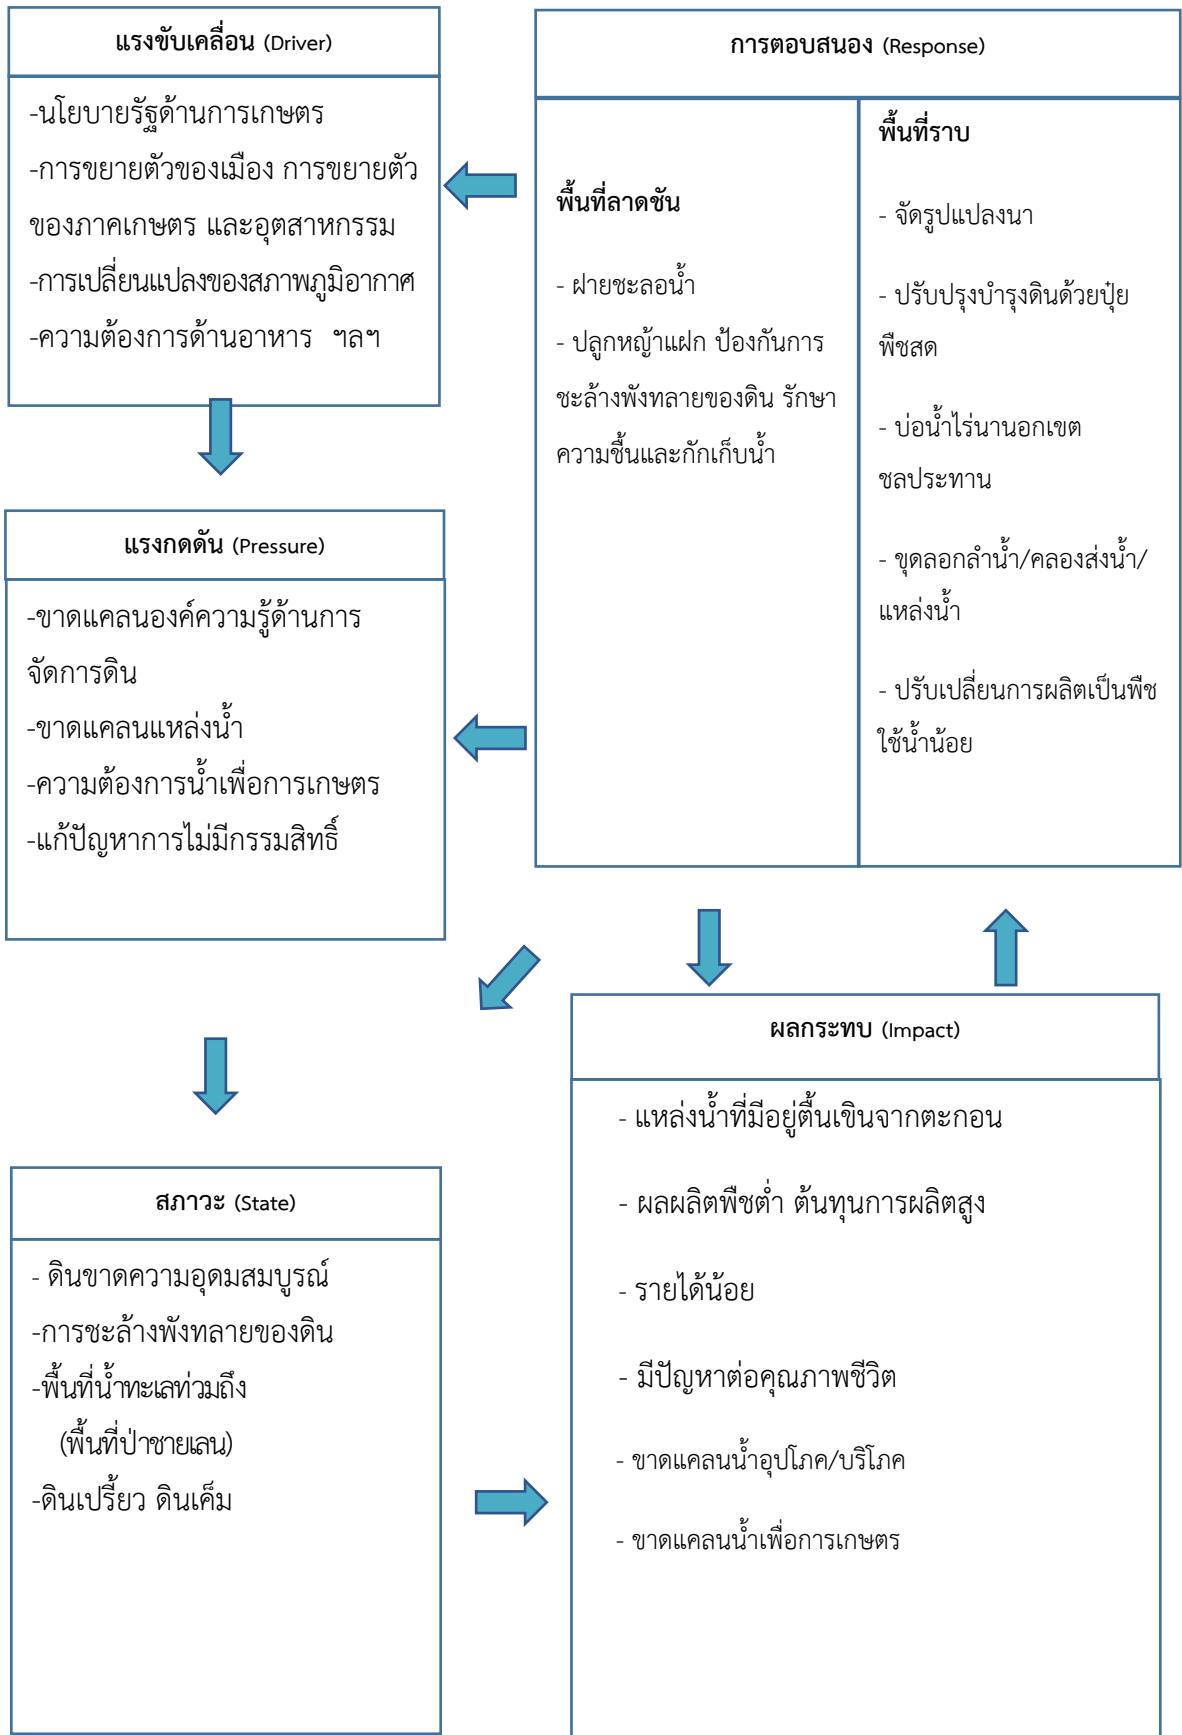 แรงขับเคลื่อน (Driver)
-นโยบายรัฐด้านการเกษตร
-การขยายตัวของเมือง การขยายตัว
ของภาคเกษตร และอุตสาหกรรม
-การเปลี่ยนแปลงของสภาพภูมิอากาศ
-ความต้องการด้านอาหาร ฯลฯ
การตอบสนอง (Response)
พื้นที่ลาดชัน
- ฝายชะลอน้ำ
- ปลูกหญ้าแฝก ป้องกันการ
ชะล้างพังทลายของดิน รักษา
ความชื้นและกักเก็บน้ำ
พื้นที่ราบ
- จัดรูปแปลงนา
- ปรับปรุงบำรุงดินด้วยปุ๋ย
พืชสด
- บ่อน้ำไร่นานอกเขต
ชลประทาน
- ขุดลอกลำน้ำ/คลองส่งน้ำ/
แหล่งน้ำ
- ปรับเปลี่ยนการผลิตเป็นพืช
ใช้น้ำน้อย
แรงกดดัน (Pressure)
-ขาดแคลนองค์ความรู้ด้านการ
จัดการดิน
-ขาดแคลนแหล่งน้ำ
-ความต้องการน้ำเพื่อการเกษตร
-แก้ปัญหาการไม่มีกรรมสิทธิ์
สภาวะ (State)
- ดินขาดความอุดมสมบูรณ์
-การชะล้างพังทลายของดิน
-พื้นที่น้ำทะเลท่วมถึง
(พื้นที่ป่าชายเลน)
-ดินเปรี้ยว ดินเค็ม
ผลกระทบ (Impact)
- แหล่งน้ำที่มีอยู่ตื้นเขินจากตะกอน
- ผลผลิตพืชต่ำ ต้นทุนการผลิตสูง
- รายได้น้อย
- มีปัญหาต่อคุณภาพชีวิต
- ขาดแคลนน้ำอุปโภค/บริโภค
- ขาดแคลนน้ำเพื่อการเกษตร